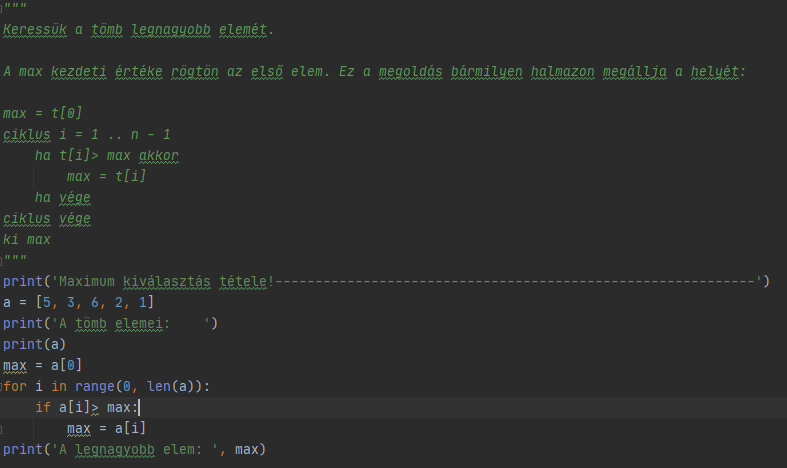 """
Keressük a tömb legnagyobb elemét.
A max kezdeti értéke rögtön az első elem. Ez a megoldás bármilyen halmazon megállja a helyét:
max = t[0]
ciklus i = 1 .. n - 1
    ha t[i]> max akkor
        max = t[i]
    ha vége
ciklus vége
ki max
"""
print('Maximum kiválasztás tétele!------------------------------------------------------------')
a = [5, 3, 6, 2, 1]
print('A tömb elemei:    ')
print(a)
max = a[0]
for i in range(0, len(a)):
    if a[i]> max:
        max = a[i]
print('A legnagyobb elem: ', max)